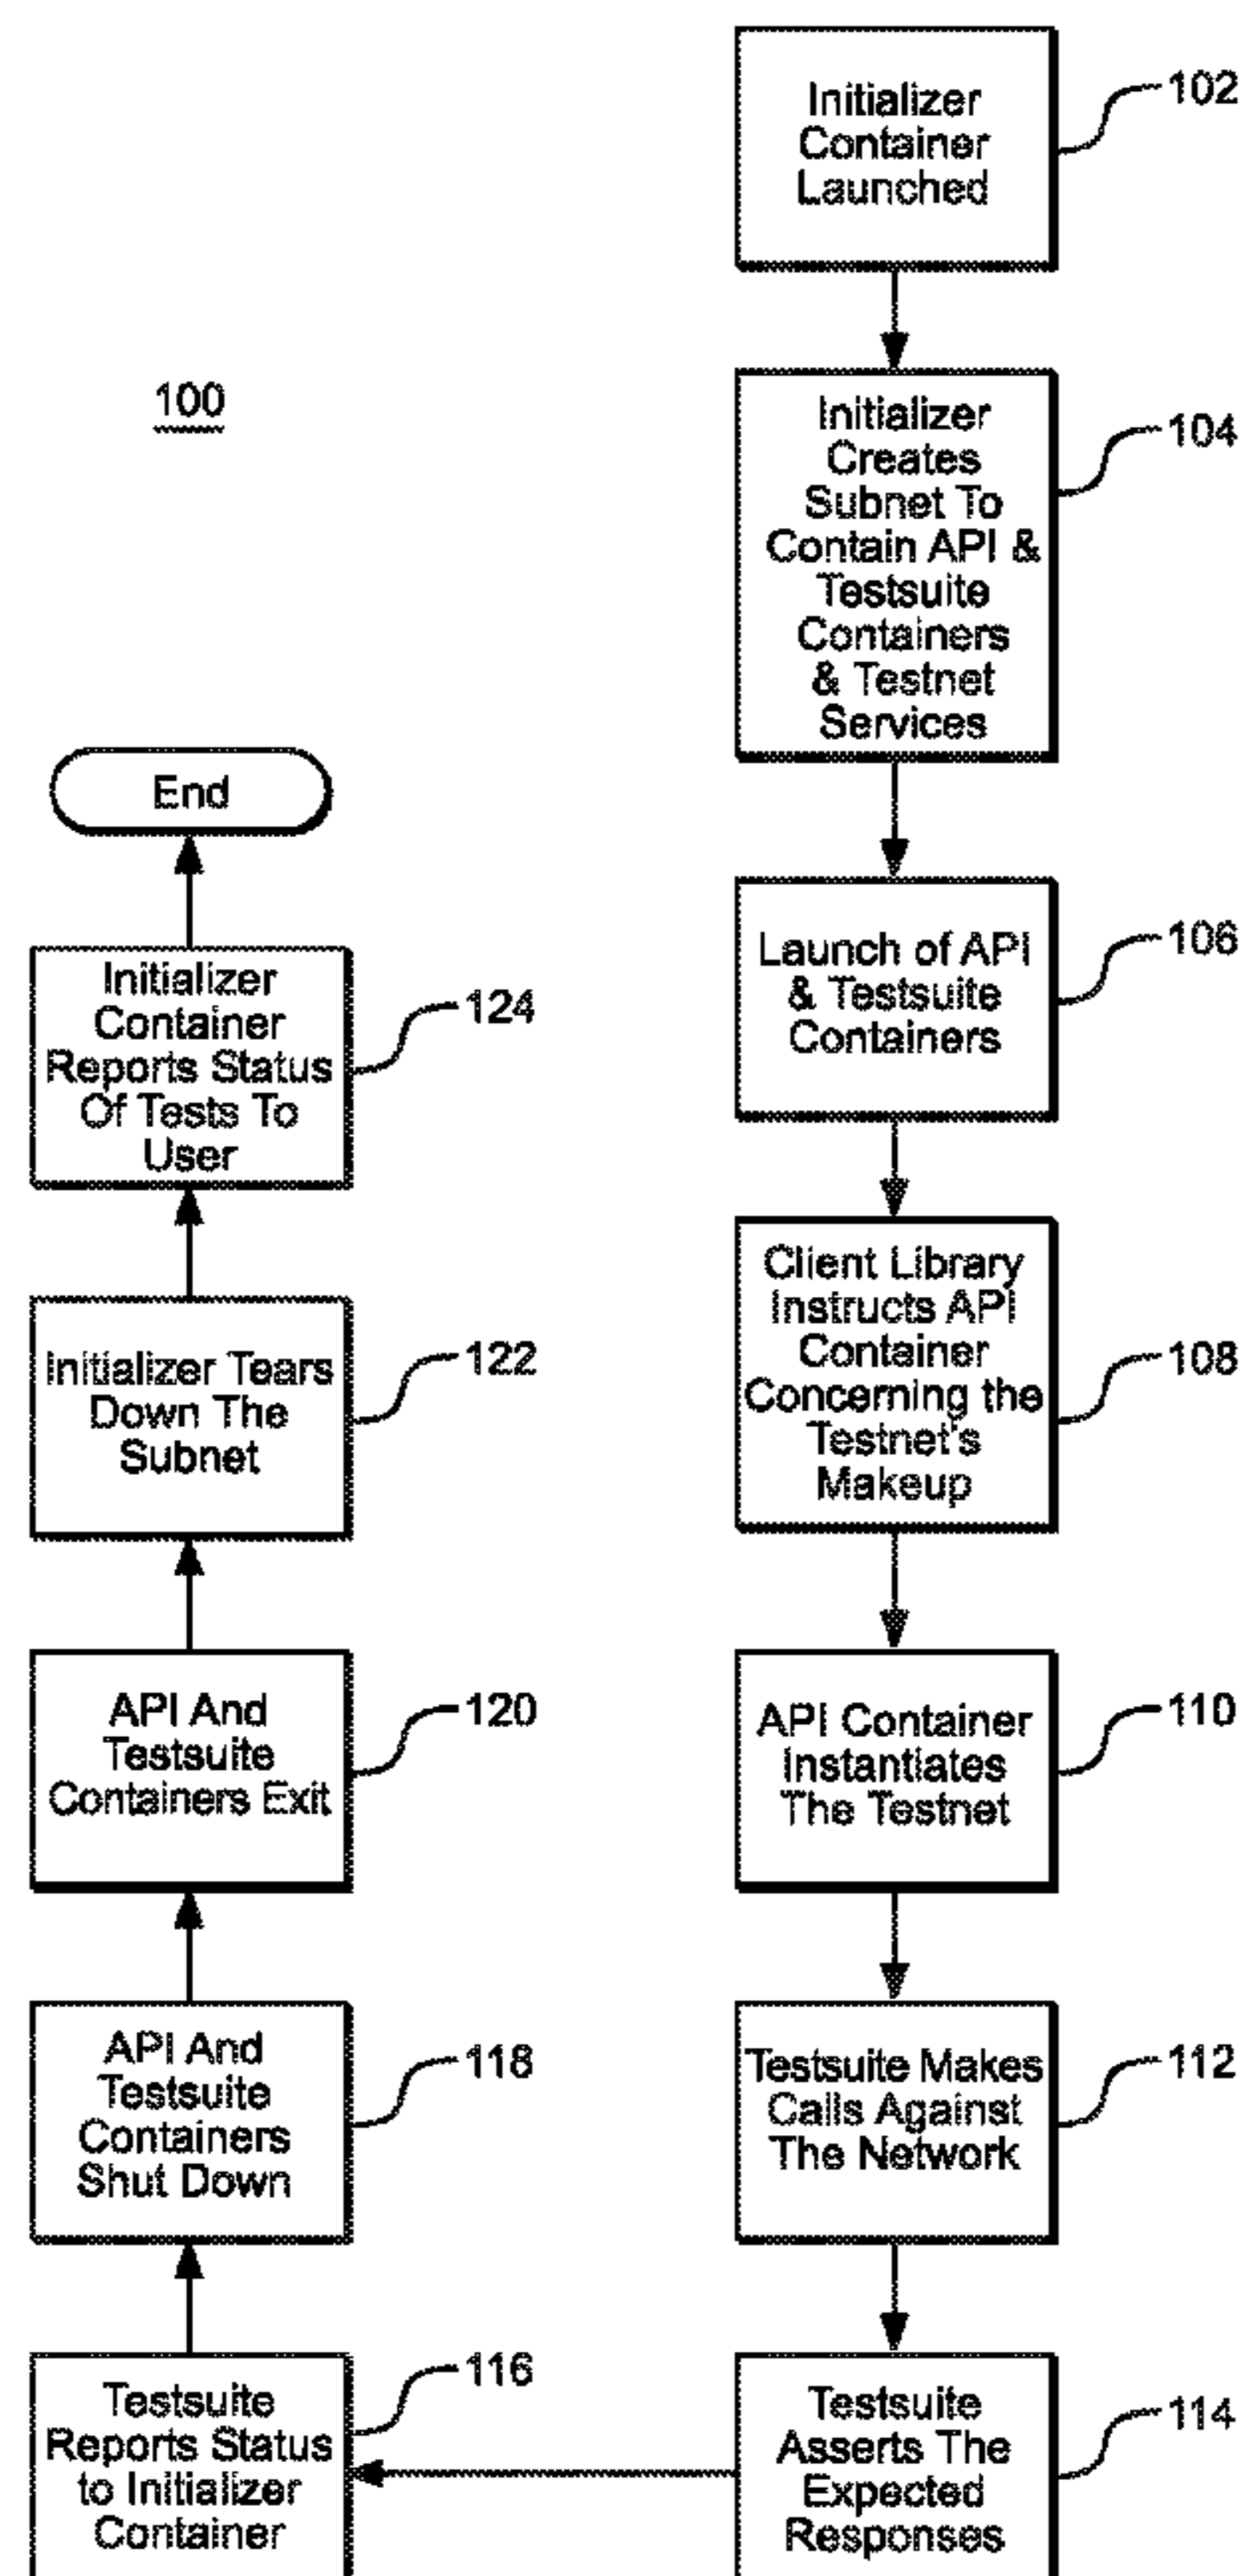 100
Initializer
Container
Launched
102
Initializer
Creates
Subnet To
Contain API &
Testsuite
Containers
& Testnet
Services
104
Launch of API
& Testsuite
Containers
106
Client Library
Instructs API
Container
Concerning the
Testnet's
Makeup
108
API Container
Instantiates
The Testnet
110
Testsuite Makes
Calls Against
The Network
112
Testsuite
Asserts The
Expected
Responses
114
Testsuite
Reports Status
to Initializer
Container
116
API And
Testsuite
Containers
Shut Down
118
API And
Testsuite
Containers Exit
120
Initializer Tears
Down The
Subnet
122
Initializer
Container
Reports Status
Of Tests To
User
124
End